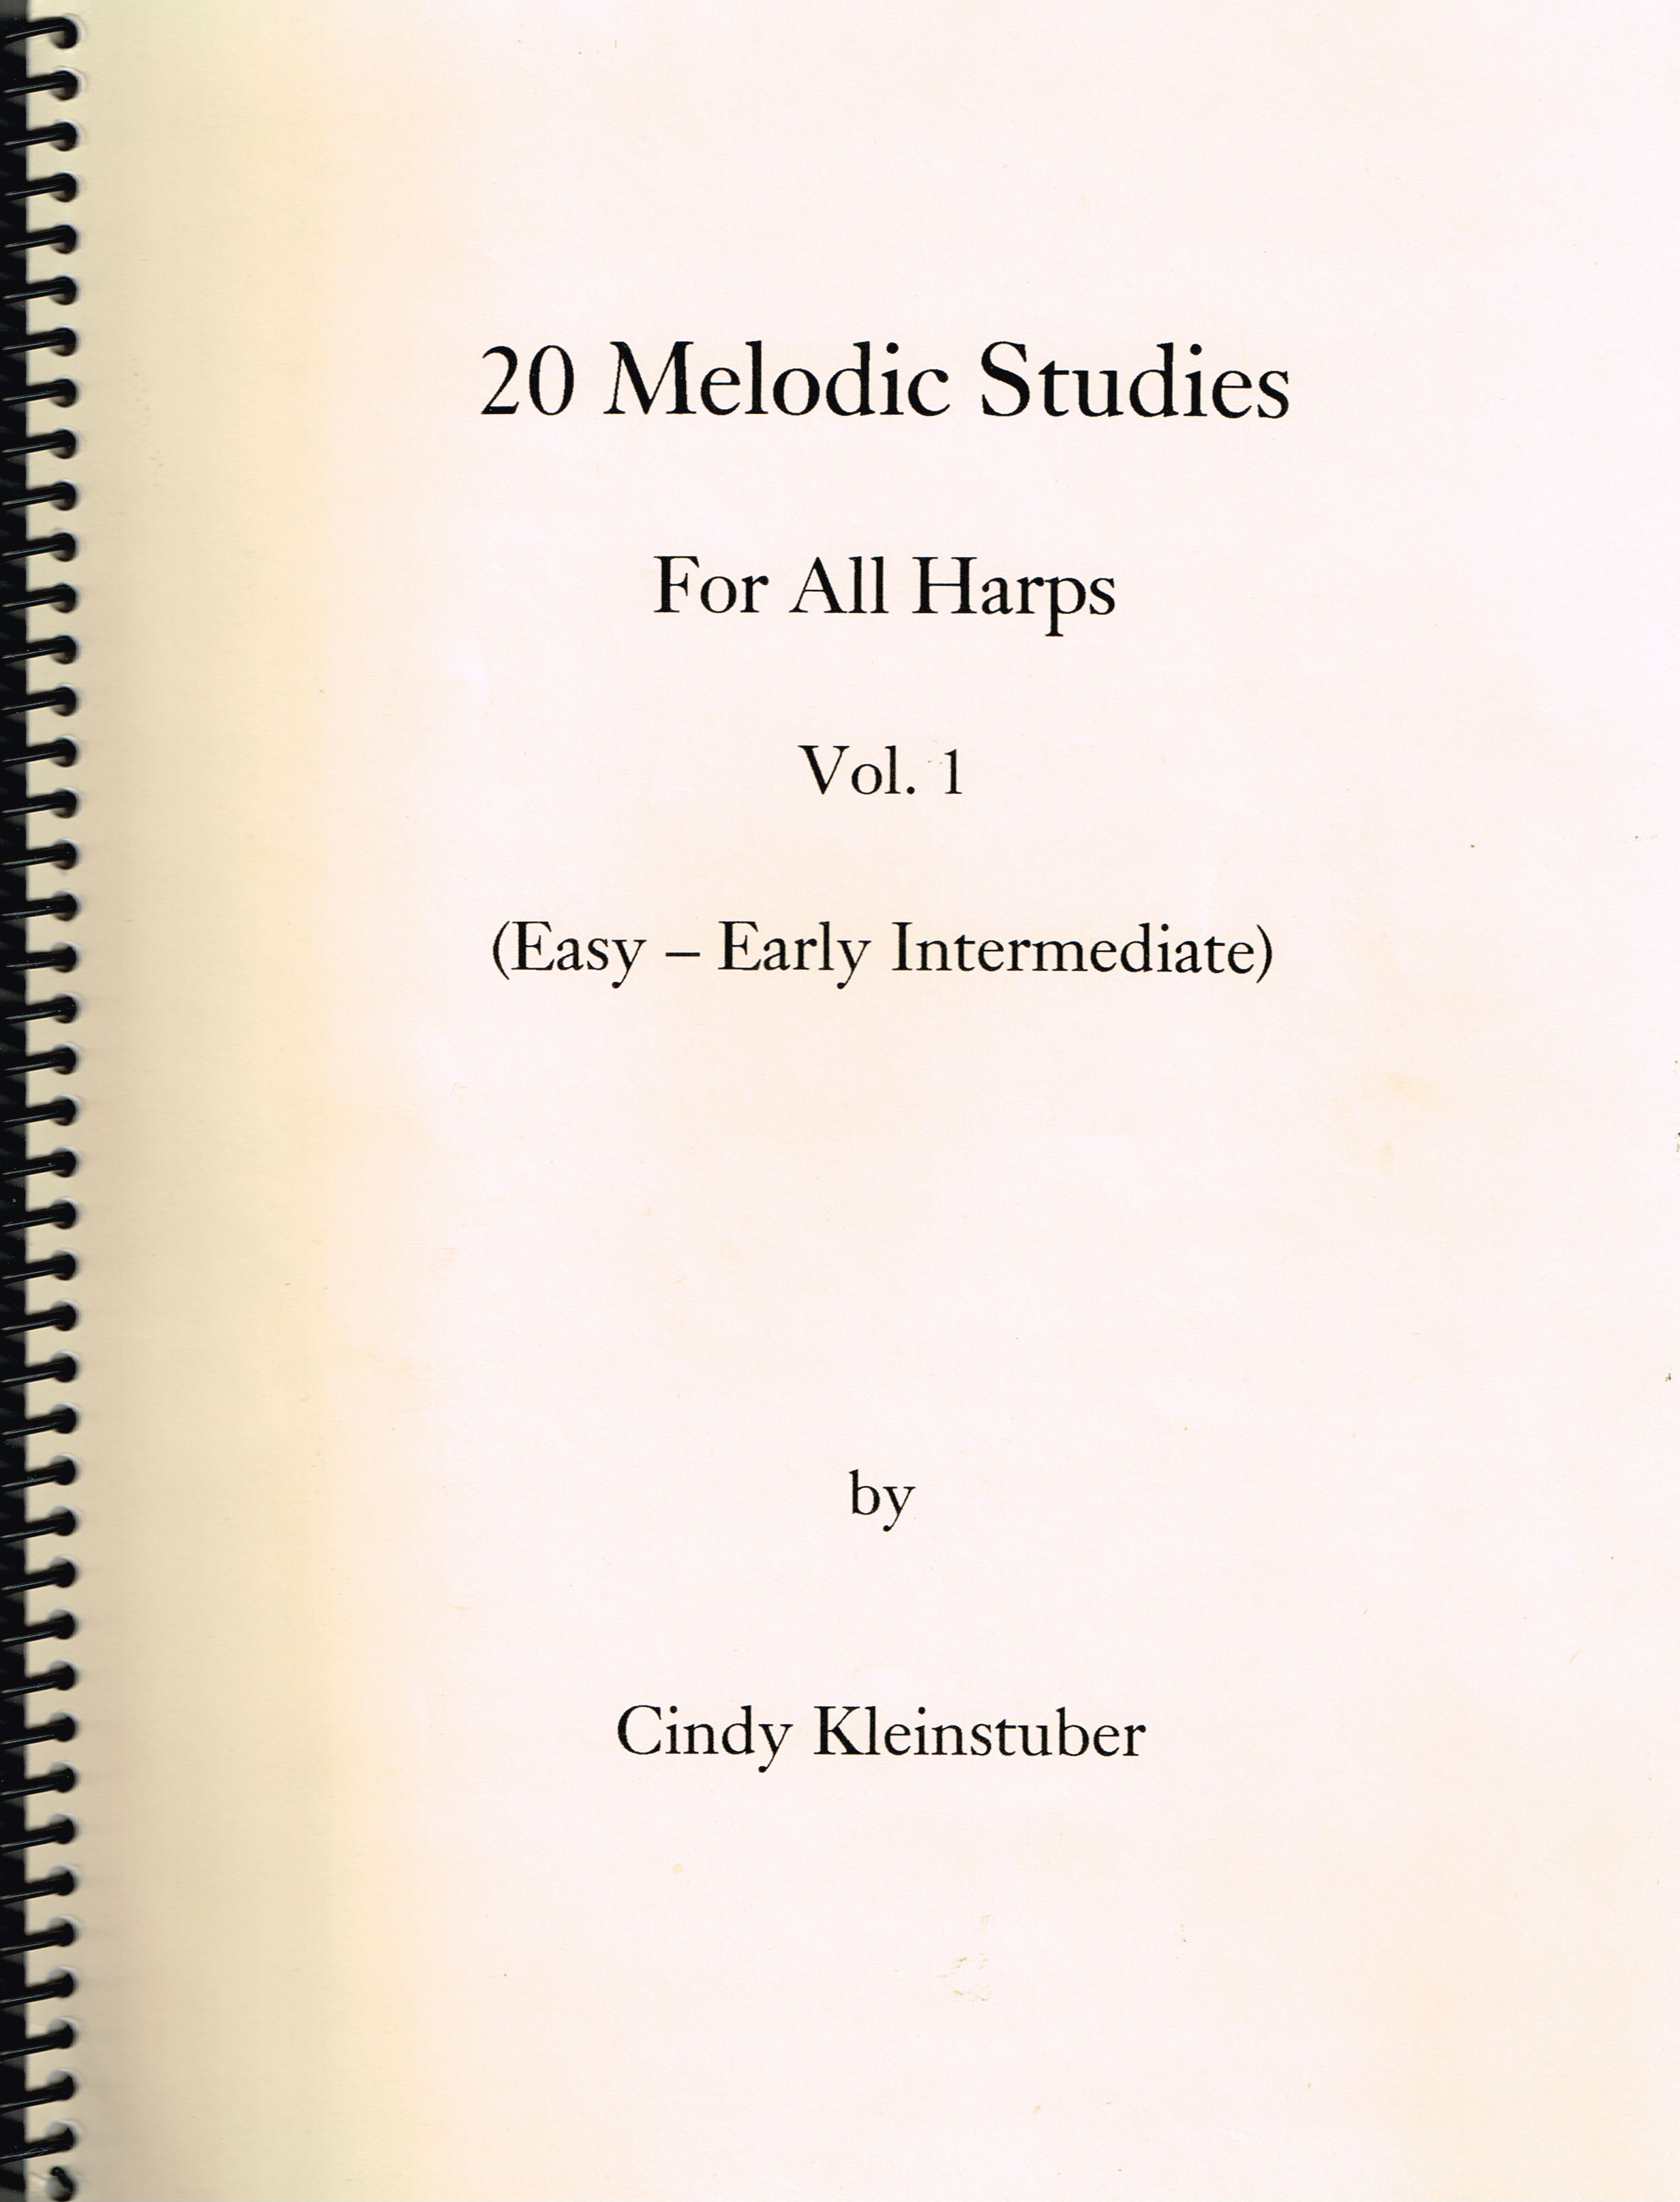 20 Melodic Studies
For All Harps
Vol. 1
(Easy – Early Intermediate)
by
Cindy Kleinstuber